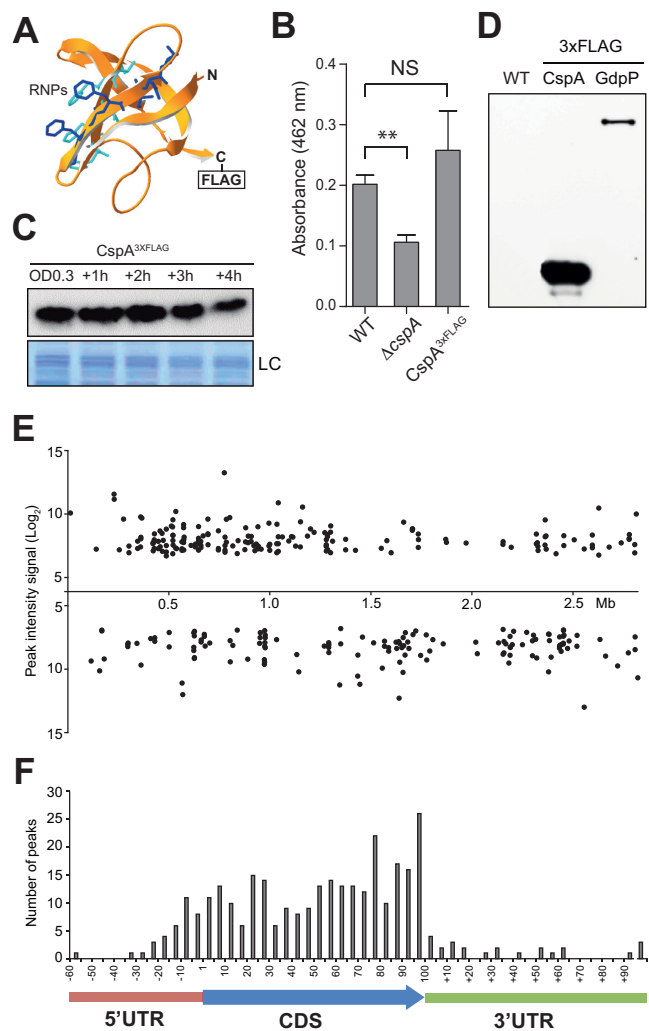 A
RNPs
N
C
FLAG
B
Absorbance (462 nm)
0.4
0.3
0.2
0.1
0.0
NS
**
WT
ΔcspA
CspA3xFLAG
D
3xFLAG
WT CspA GdpP
C
CspA3XFLAG
OD0.3 +1h +2h +3h +4h
LC
E
Peak intensity signal (Log2)
15
10
5
0.5 1.0 1.5 2.0 2.5 Mb
5
10
15
F
Number of peaks
30
25
20
15
10
5
0
-60 -50 -40 -30 -20 -10 1 10 20 30 40 50 60 70 80 90 100 +10 +20 +30 +40 +50 +60 +70 +80 +90
5'UTR CDS 3'UTR